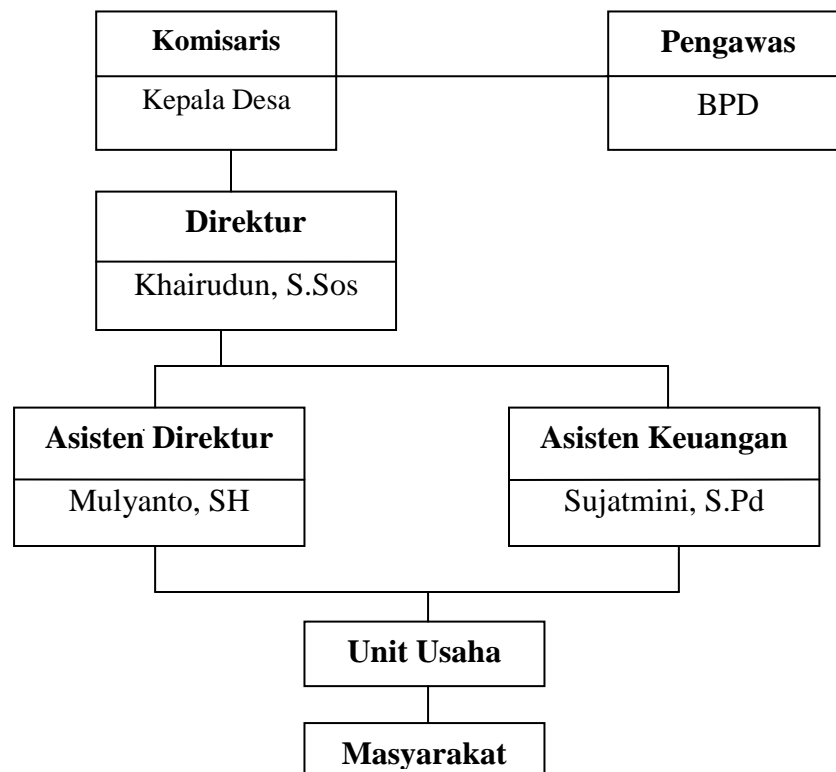 Komisaris
Kepala Desa
Pengawas
BPD
Direktur
Khairudun, S.Sos
Asisten Direktur
Mulyanto, SH
Asisten Keuangan
Sujatmini, S.Pd
Unit Usaha
Masyarakat